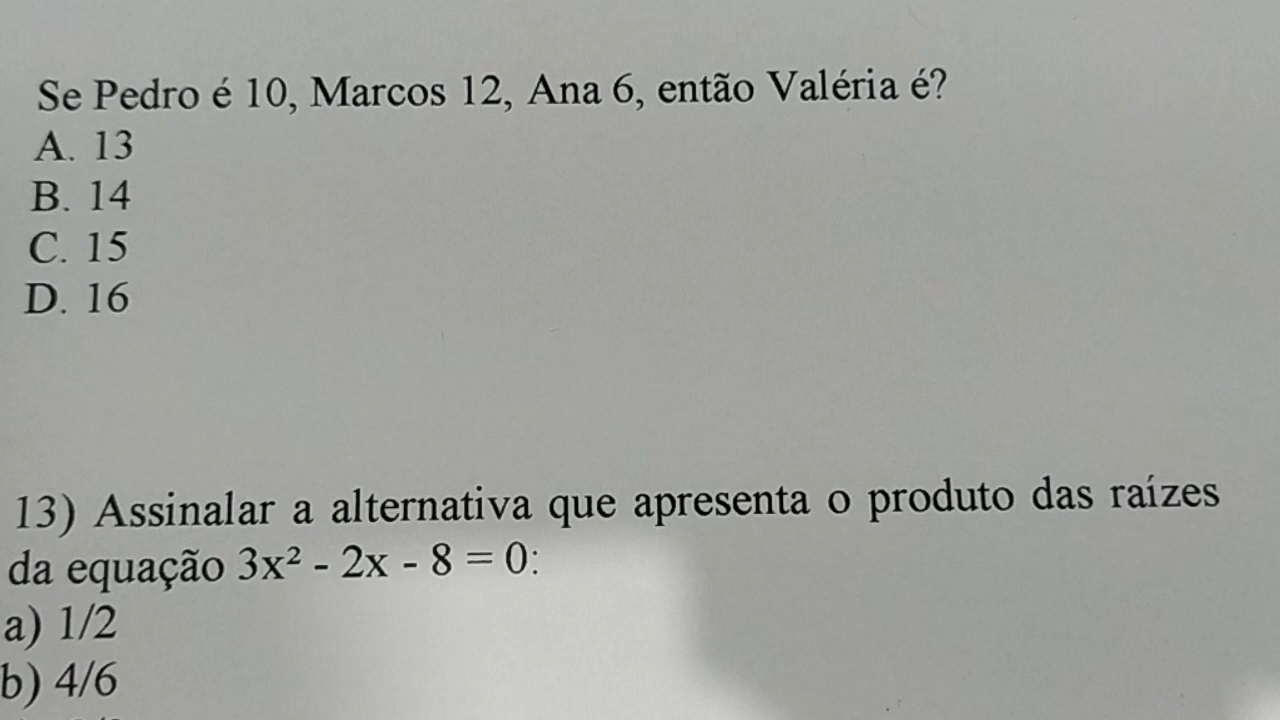 Se Pedro é 10, Marcos 12, Ana 6, então Valéria é?
A. 13
B. 14
C. 15
D. 16
13) Assinalar a alternativa que apresenta o produto das raízes
da equação 3x² - 2x - 8 = 0:
a) 1/2
b) 4/6